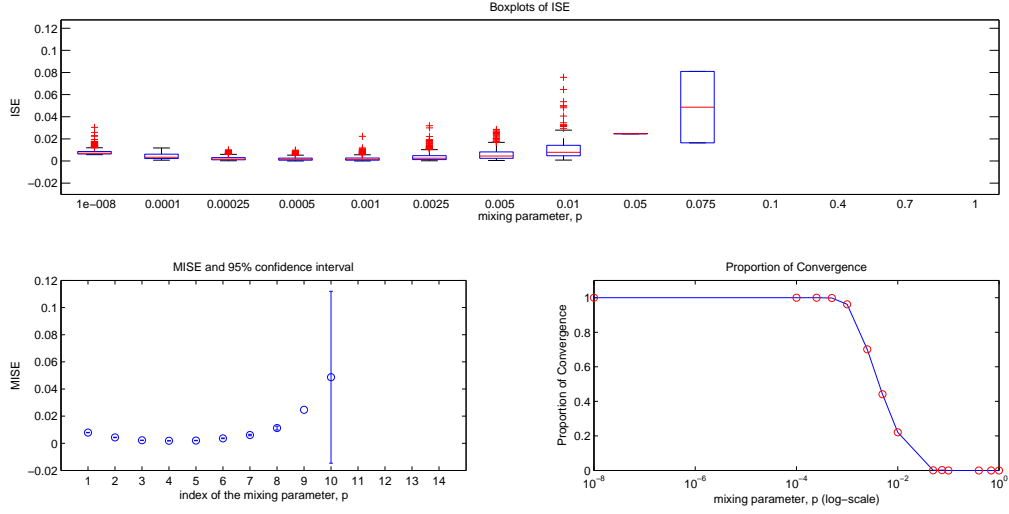 Boxplots of ISE
0.12
0.1
0.08
0.06
0.04
0.02
0
−0.02
ISE
1e−008 0.0001 0.00025 0.0005 0.001 0.0025 0.005 0.01 0.05 0.075 0.1 0.4 0.7 1
mixing parameter, p
MISE and 95% confidence interval
0.12
0.1
0.08
0.06
0.04
0.02
0
−0.02
MISE
1 2 3 4 5 6 7 8 9 10 11 12 13 14
index of the mixing parameter, p
Proportion of Convergence
1
0.8
0.6
0.4
0.2
0
Proportion of Convergence
10−8 10−6 10−4 10−2 100
mixing parameter, p (log−scale)